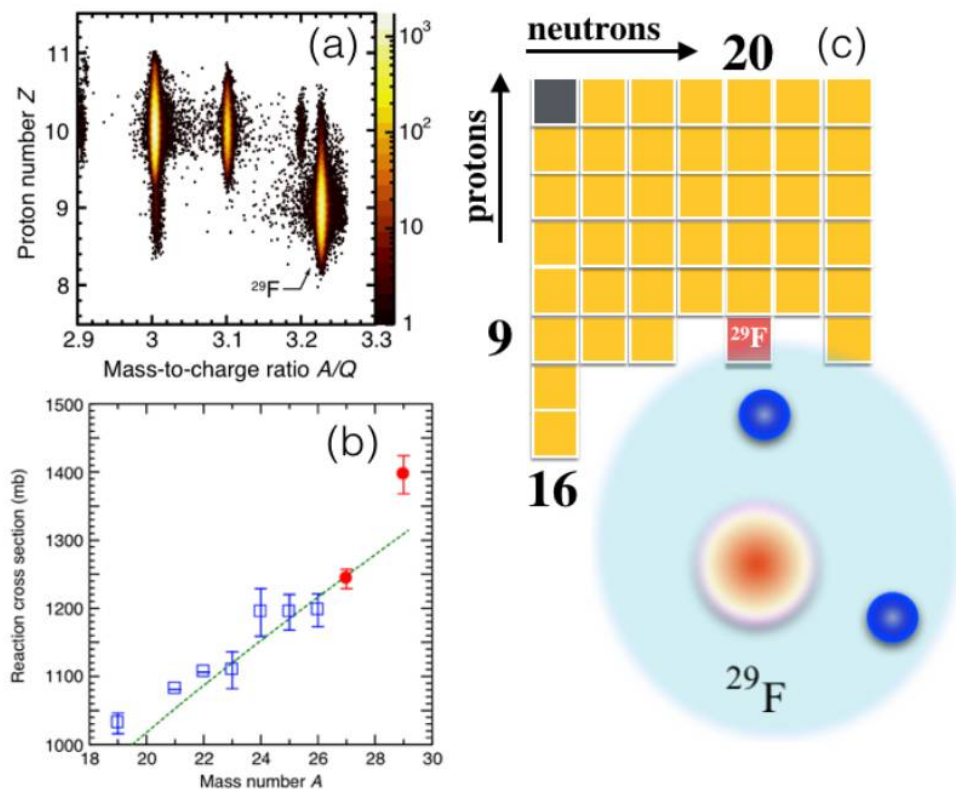 (a)
Proton number Z
11
10
9
8
10³
10²
10
1
²⁹F
2.9 3.0 3.1 3.2 3.3
Mass-to-charge ratio A/Q
(b)
Reaction cross section (mb)
1500
1400
1300
1200
1100
1000
18 20 22 24 26 28 30
Mass number A
neutrons
20
(c)
protons
9
²⁹F
16
²⁹F